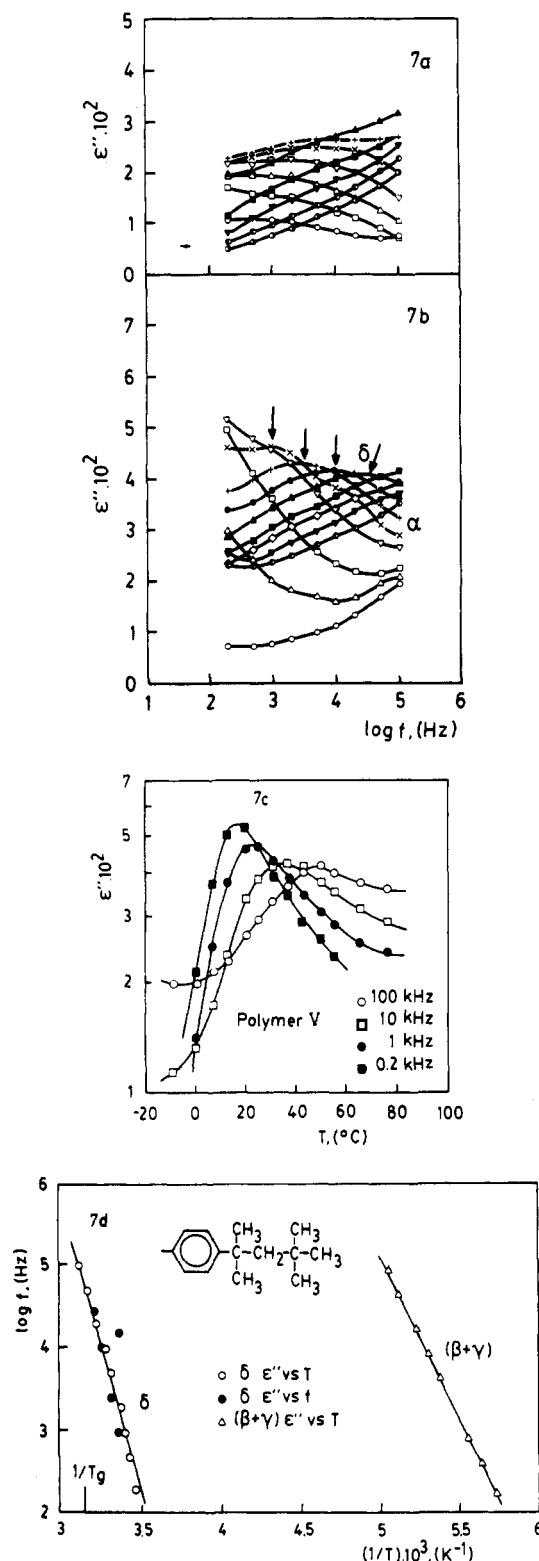 7a
5
4
3
2
1
0
ε".10²
7b
7
6
5
4
3
2
1
0
ε".10²
δ
α
1 2 3 4 5 6
log f,(Hz)
7c
7
5
3
2
1
ε".10²
Polymer V
100 kHz
10 kHz
1 kHz
0.2 kHz
-20 0 20 40 60 80 100
T,(°C)
7d
6
5
4
3
2
log f,(Hz)
CH₃ CH₃
C-CH₂-C-CH₃
CH₃ CH₃
δ
(β+γ)
δ ε" vs T
δ ε" vs f
(β+γ) ε" vs T
1/Tg
3 3.5 4 4.5 5 5.5 6
(1/T).10³,(K⁻¹)